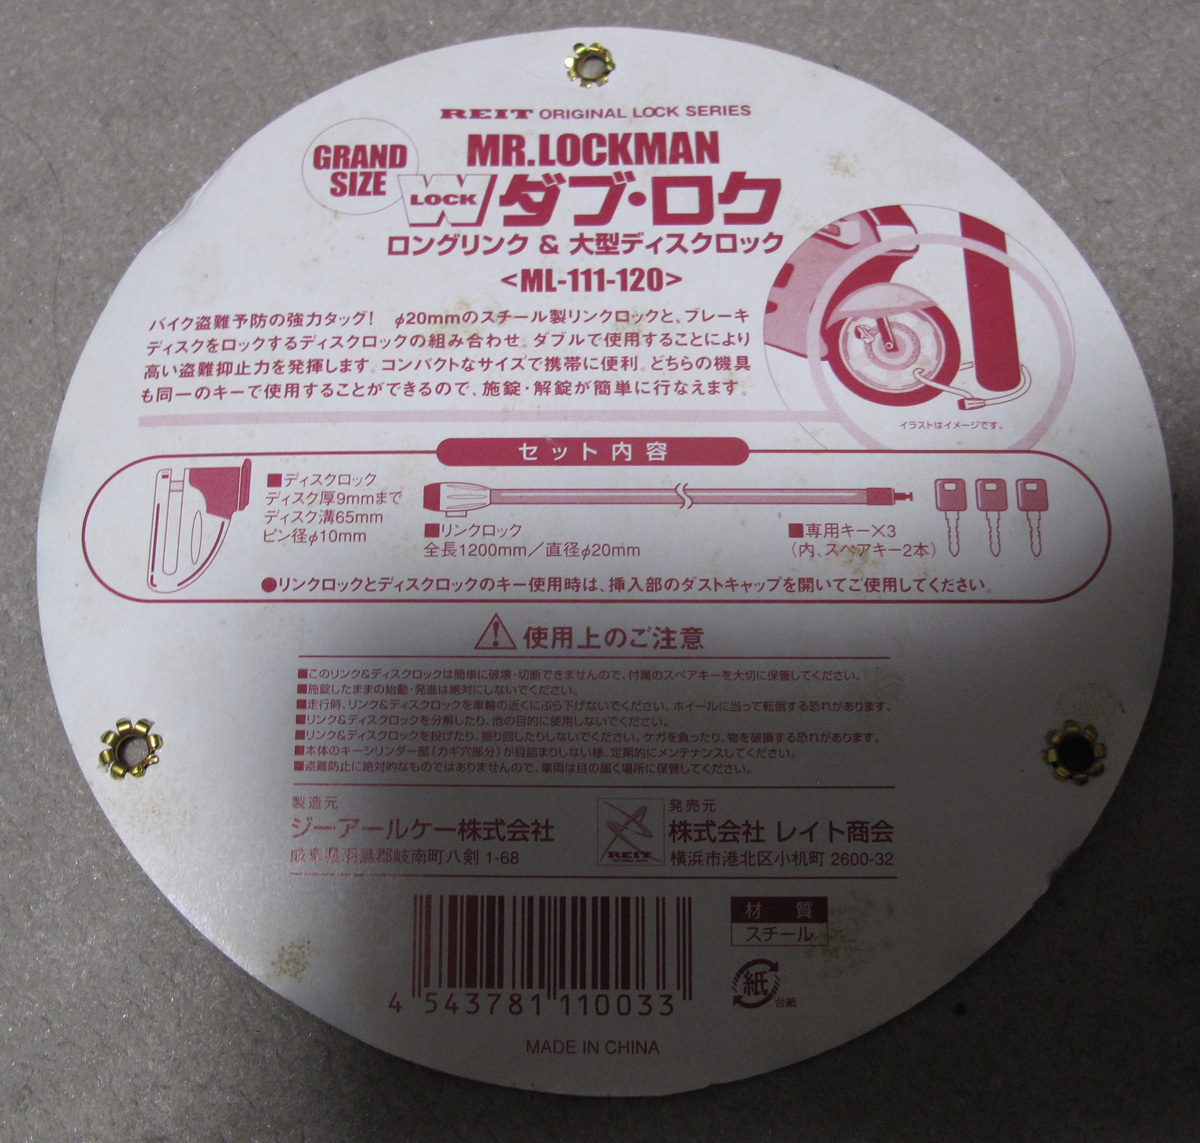 REIT ORIGINAL LOCK SERIES
GRAND SIZE
MR.LOCKMAN
W LOCK ダブ・ロク
ロングリンク & 大型ディスクロック
<ML-111-120>
バイク盗難予防の強力タッグ! φ20mmのスチール製リンクロックと、ブレーキ
ディスクをロックするディスクロックの組み合わせ。ダブルで使用することにより
高い盗難抑止力を発揮します。コンパクトなサイズで携帯に便利。どちらの機具
も同一のキーで使用することができるので、施錠・解錠が簡単に行なえます。
イラストはイメージです。
セット内容
■ディスクロック
ディスク厚9mmまで
ディスク溝65mm
ピン径φ10mm
■リンクロック
全長1200mm/直径φ20mm
■専用キー×3
(内、スペアキー2本)
●リンクロックとディスクロックのキー使用時は、挿入部のダストキャップを開いてご使用してください。
使用上のご注意
■このリンク&ディスクロックは簡単に破壊・切断できませんので、付属のスペアキーを大切に保管してください。
■施錠したままの始動・発進は絶対にしないでください。
■走行時、リンク&ディスクロックを車輪の近くにぶら下げないでください。ホイールに当って転倒する恐れがあります。
■リンク&ディスクロックを分解したり、他の目的に使用しないでください。
■リンク&ディスクロックを投げたり、振り回したりしないでください。ケガを負ったり、物を破損する恐れがあります。
■本体のキーシリンダー部(カギ穴部分)が目詰まりしない様、定期的にメンテナンスしてください。
■盗難防止に絶対的なものではありませんので、車両は目の届く場所に保管してください。
製造元
ジー・アールケー株式会社
岐阜県羽島郡岐南町八剣 1-68
REIT
発売元
株式会社 レイト商会
横浜市港北区小机町 2600-32
4 543781 110033
材質
スチール
紙
台紙
MADE IN CHINA